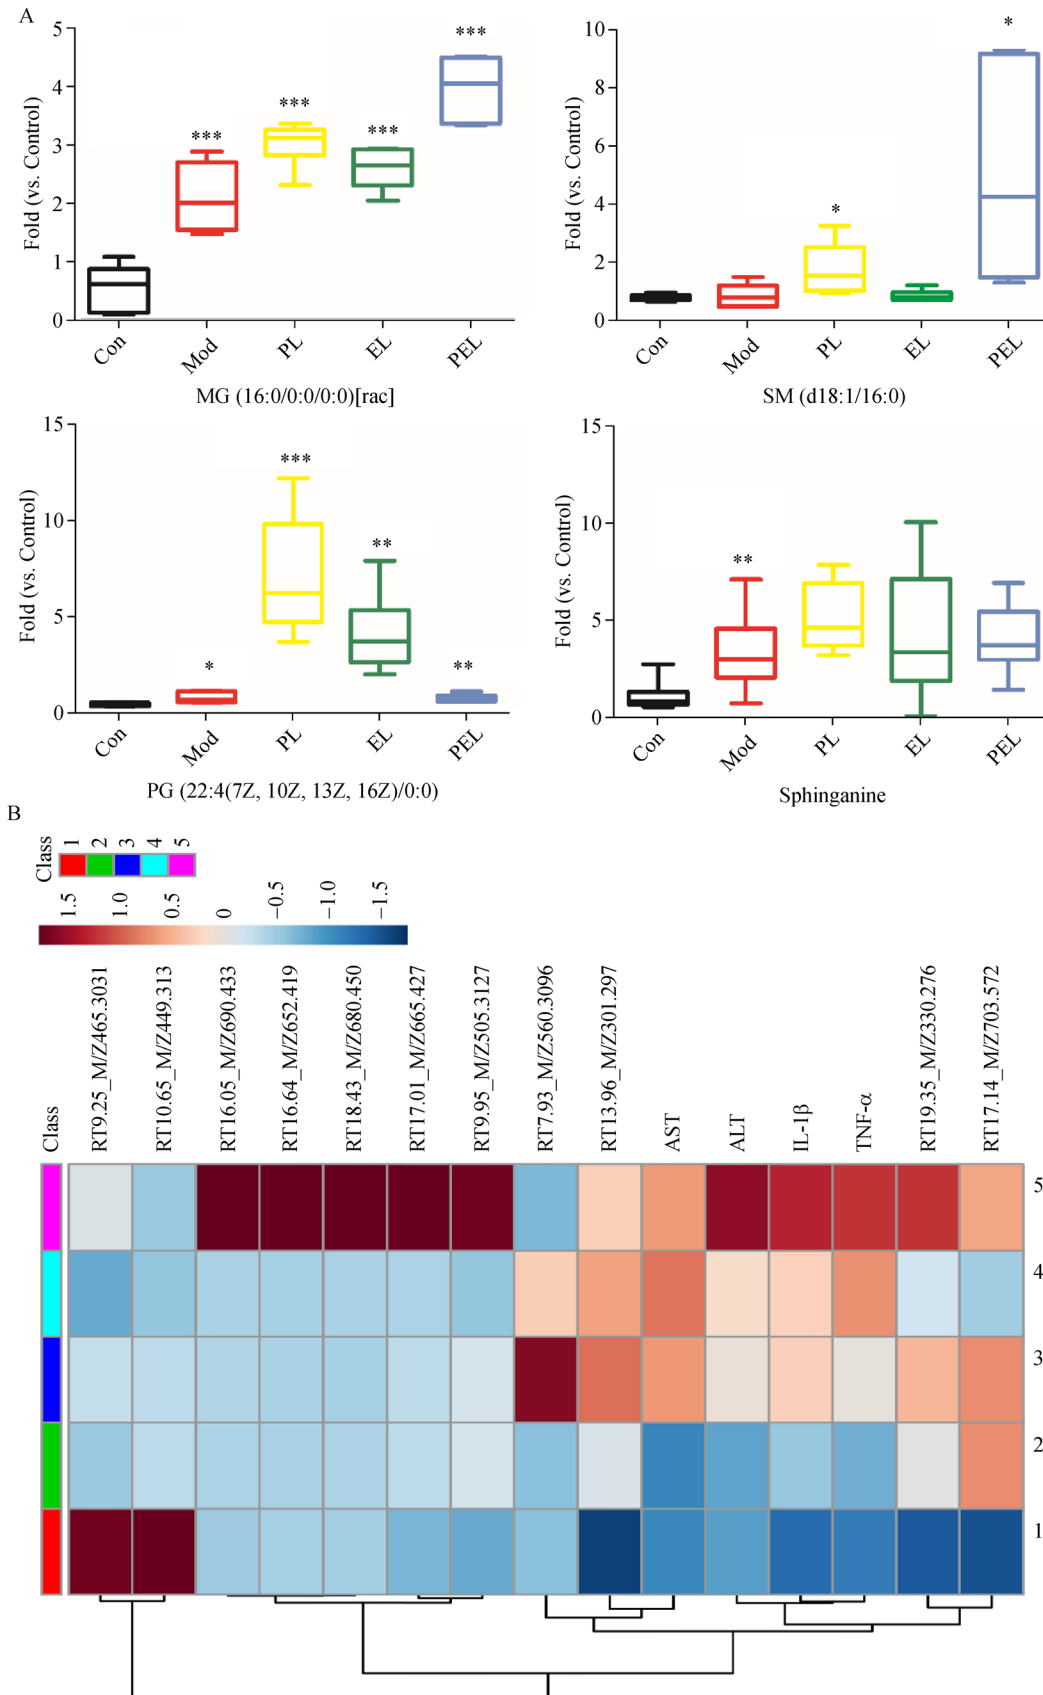 A
5
4
3
2
1
0
Fold (vs. Control)
***
***
***
***
Con
Mod
PL
EL
PEL
MG (16:0/0:0/0:0)[rac]
10
8
6
4
2
0
Fold (vs. Control)
*
*
Con
Mod
PL
EL
PEL
SM (d18:1/16:0)
15
10
5
0
Fold (vs. Control)
*
***
**
**
Con
Mod
PL
EL
PEL
PG (22:4(7Z, 10Z, 13Z, 16Z)/0:0)
15
10
5
0
Fold (vs. Control)
**
Con
Mod
PL
EL
PEL
Sphinganine
B
Class
1
2
3
4
5
1.5
1.0
0.5
0
−0.5
−1.0
−1.5
Class
RT9.25_M/Z465.3031
RT10.65_M/Z449.313
RT16.05_M/Z690.433
RT16.64_M/Z652.419
RT18.43_M/Z680.450
RT17.01_M/Z665.427
RT9.95_M/Z505.3127
RT7.93_M/Z560.3096
RT13.96_M/Z301.297
AST
ALT
IL-1β
TNF-α
RT19.35_M/Z330.276
RT17.14_M/Z703.572
5
4
3
2
1